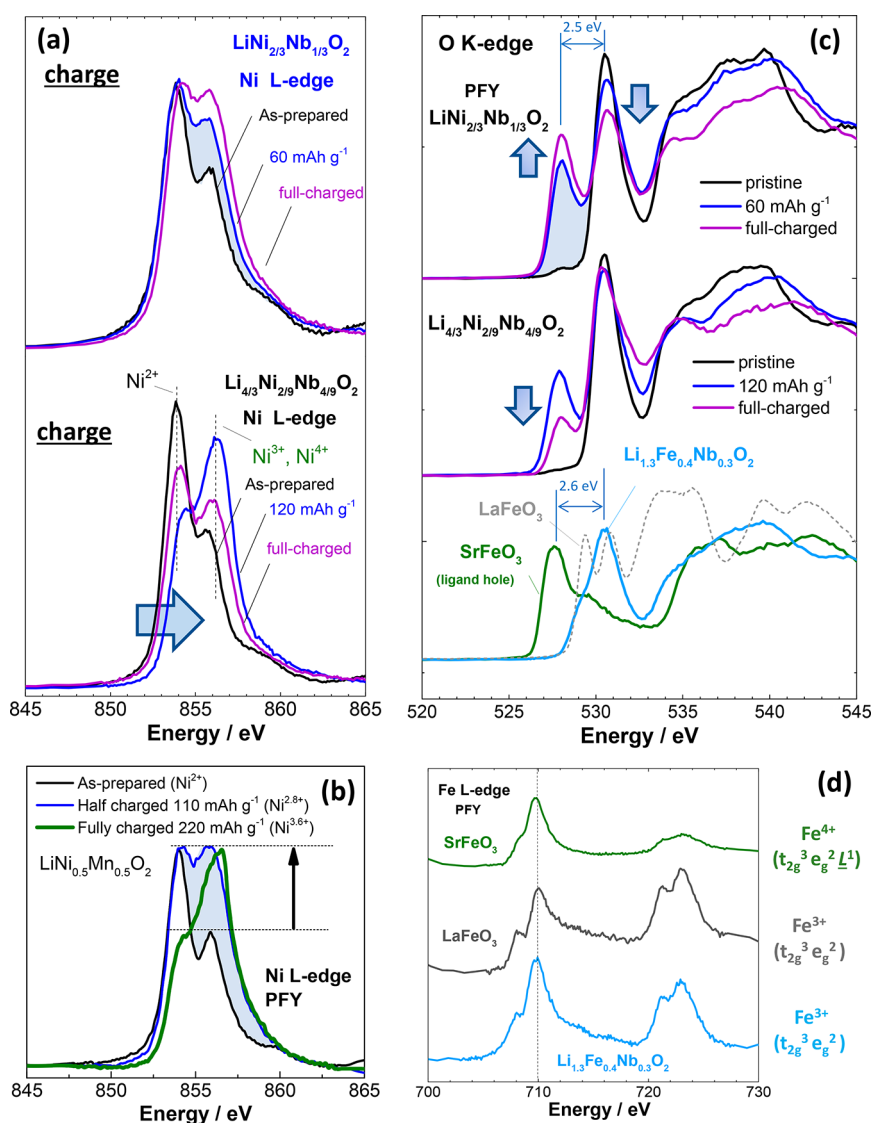 (a)
LiNi2/3Nb1/3O2
charge
Ni L-edge
As-prepared
60 mAh g-1
full-charged
Ni2+
Li4/3Ni2/9Nb4/9O2
Ni L-edge
charge
Ni3+, Ni4+
As-prepared
120 mAh g-1
full-charged
845 850 855 860 865
Energy / eV
(b)
As-prepared (Ni2+)
Half charged 110 mAh g-1 (Ni2.8+)
Fully charged 220 mAh g-1 (Ni3.6+)
LiNi0.5Mn0.5O2
Ni L-edge
PFY
845 850 855 860 865
Energy / eV
(c)
2.5 eV
O K-edge
PFY
LiNi2/3Nb1/3O2
pristine
60 mAh g-1
full-charged
Li4/3Ni2/9Nb4/9O2
pristine
120 mAh g-1
full-charged
Li1.3Fe0.4Nb0.3O2
2.6 eV
LaFeO3
SrFeO3
(ligand hole)
520 525 530 535 540 545
Energy / eV
(d)
Fe L-edge
PFY
SrFeO3
Fe4+
(t2g3 eg2 L1)
LaFeO3
Fe3+
(t2g3 eg2)
Fe3+
(t2g3 eg2)
Li1.3Fe0.4Nb0.3O2
700 710 720 730
Energy / eV